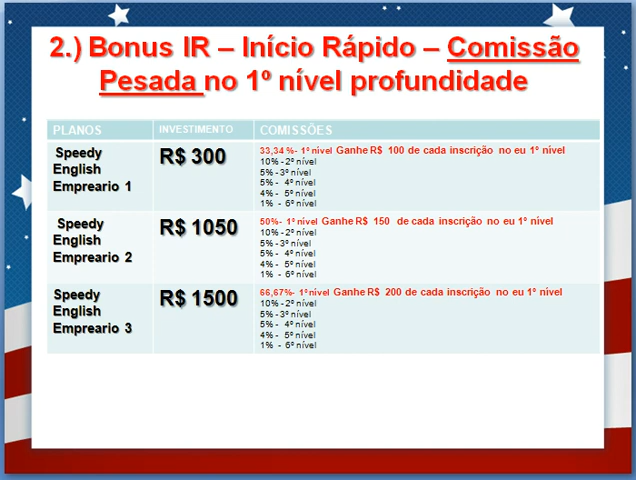 2.) Bonus IR – Início Rápido – Comissão
Pesada no 1º nível profundidade
PLANOS INVESTIMENTO COMISSÕES
Speedy
English
Empreario 1
R$ 300
33,34 %- 1º nível Ganhe R$ 100 de cada inscrição no eu 1º nível
10% - 2º nível
5% - 3º nível
5% - 4º nível
4% - 5º nível
1% - 6º nível
Speedy
English
Empreario 2
R$ 1050
50%- 1º nível Ganhe R$ 150 de cada inscrição no eu 1º nível
10% - 2º nível
5% - 3º nível
5% - 4º nível
4% - 5º nível
1% - 6º nível
Speedy
English
Empreario 3
R$ 1500
66,67%- 1º nível Ganhe R$ 200 de cada inscrição no eu 1º nível
10% - 2º nível
5% - 3º nível
5% - 4º nível
4% - 5º nível
1% - 6º nível